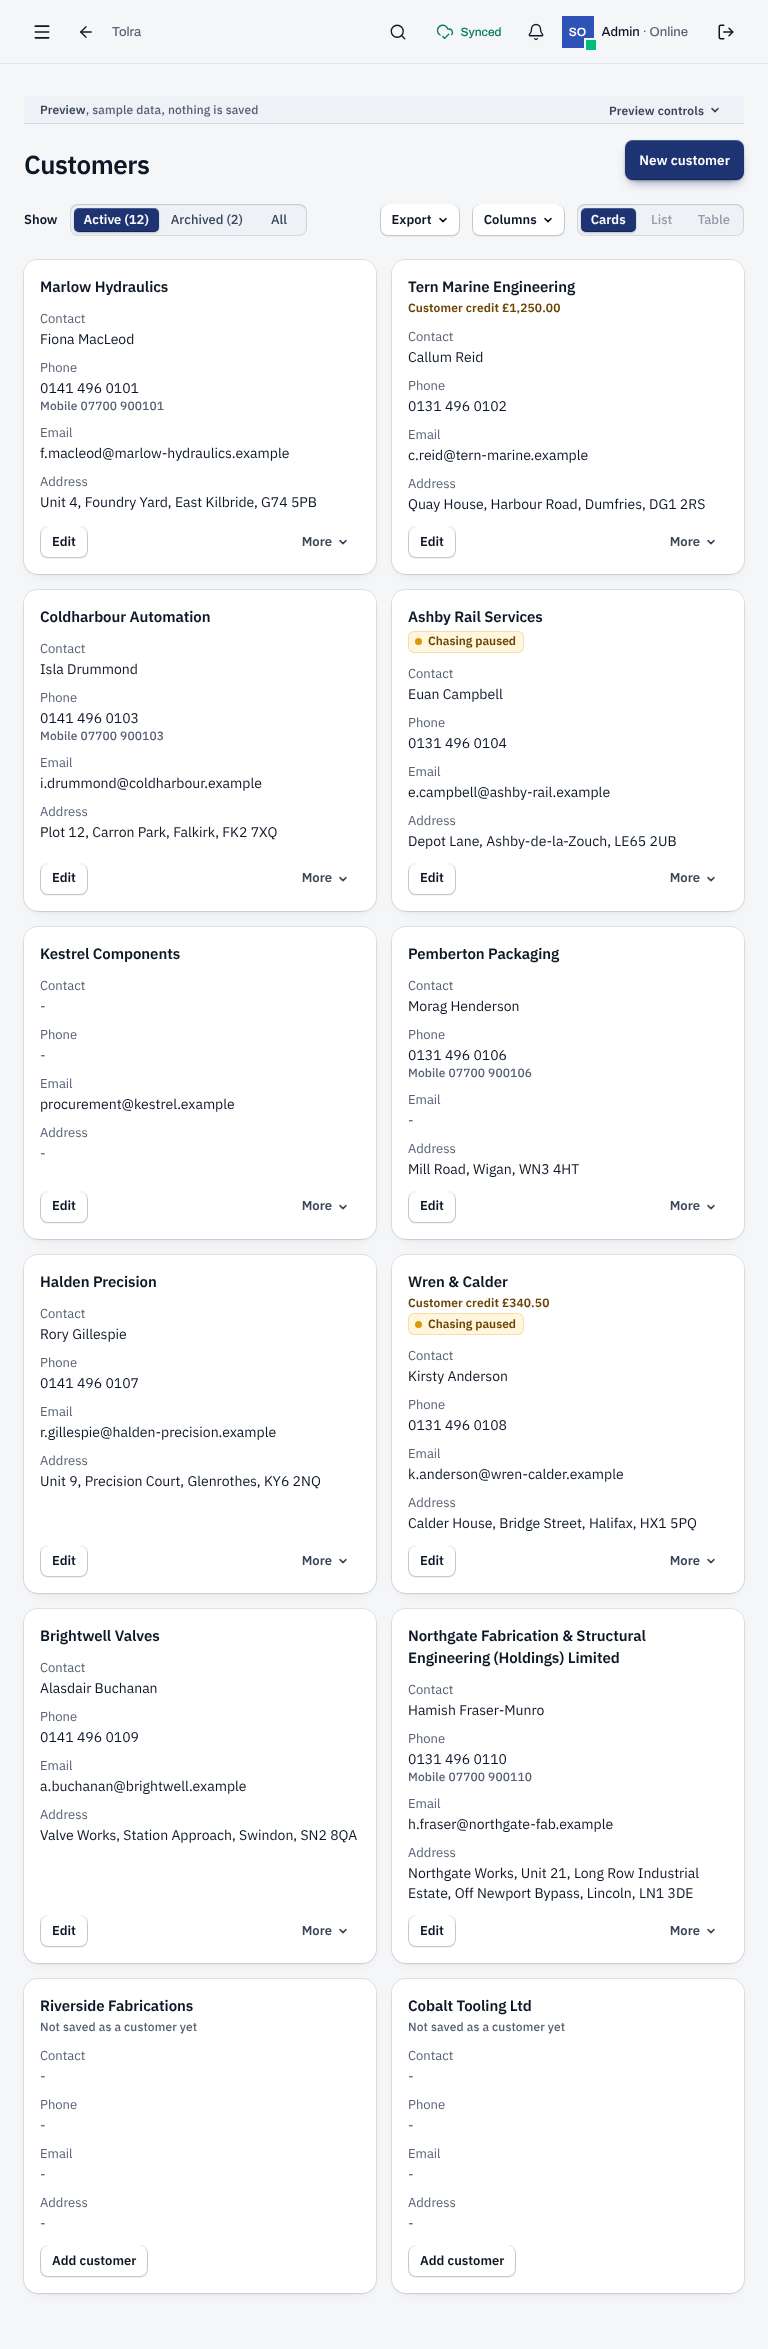 Tolra
Synced
SO
Admin · Online
Preview, sample data, nothing is saved
Preview controls
Customers
New customer
Show
Active (12)
Archived (2)
All
Export
Columns
Cards
List
Table
Marlow Hydraulics
Contact
Fiona MacLeod
Phone
0141 496 0101
Mobile 07700 900101
Email
f.macleod@marlow-hydraulics.example
Address
Unit 4, Foundry Yard, East Kilbride, G74 5PB
Edit
More
Tern Marine Engineering
Customer credit £1,250.00
Contact
Callum Reid
Phone
0131 496 0102
Email
c.reid@tern-marine.example
Address
Quay House, Harbour Road, Dumfries, DG1 2RS
Edit
More
Coldharbour Automation
Contact
Isla Drummond
Phone
0141 496 0103
Mobile 07700 900103
Email
i.drummond@coldharbour.example
Address
Plot 12, Carron Park, Falkirk, FK2 7XQ
Edit
More
Ashby Rail Services
Chasing paused
Contact
Euan Campbell
Phone
0131 496 0104
Email
e.campbell@ashby-rail.example
Address
Depot Lane, Ashby-de-la-Zouch, LE65 2UB
Edit
More
Kestrel Components
Contact
-
Phone
-
Email
procurement@kestrel.example
Address
-
Edit
More
Pemberton Packaging
Contact
Morag Henderson
Phone
0131 496 0106
Mobile 07700 900106
Email
-
Address
Mill Road, Wigan, WN3 4HT
Edit
More
Halden Precision
Contact
Rory Gillespie
Phone
0141 496 0107
Email
r.gillespie@halden-precision.example
Address
Unit 9, Precision Court, Glenrothes, KY6 2NQ
Edit
More
Wren & Calder
Customer credit £340.50
Chasing paused
Contact
Kirsty Anderson
Phone
0131 496 0108
Email
k.anderson@wren-calder.example
Address
Calder House, Bridge Street, Halifax, HX1 5PQ
Edit
More
Brightwell Valves
Contact
Alasdair Buchanan
Phone
0141 496 0109
Email
a.buchanan@brightwell.example
Address
Valve Works, Station Approach, Swindon, SN2 8QA
Edit
More
Northgate Fabrication & Structural
Engineering (Holdings) Limited
Contact
Hamish Fraser-Munro
Phone
0131 496 0110
Mobile 07700 900110
Email
h.fraser@northgate-fab.example
Address
Northgate Works, Unit 21, Long Row Industrial
Estate, Off Newport Bypass, Lincoln, LN1 3DE
Edit
More
Riverside Fabrications
Not saved as a customer yet
Contact
-
Phone
-
Email
-
Address
-
Add customer
Cobalt Tooling Ltd
Not saved as a customer yet
Contact
-
Phone
-
Email
-
Address
-
Add customer